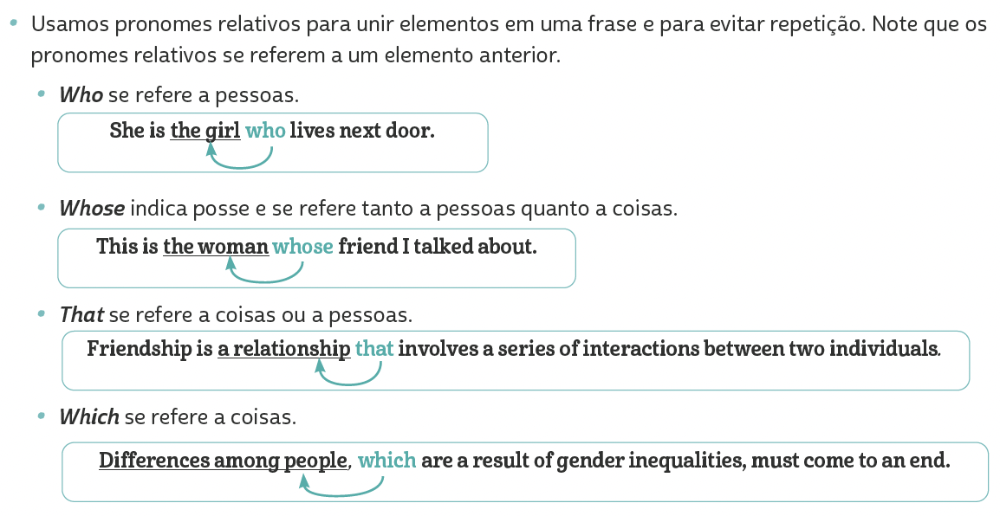 • Usamos pronomes relativos para unir elementos em uma frase e para evitar repetição. Note que os
pronomes relativos se referem a um elemento anterior.
• Who se refere a pessoas.
She is the girl who lives next door.
• Whose indica posse e se refere tanto a pessoas quanto a coisas.
This is the woman whose friend I talked about.
• That se refere a coisas ou a pessoas.
Friendship is a relationship that involves a series of interactions between two individuals.
• Which se refere a coisas.
Differences among people, which are a result of gender inequalities, must come to an end.